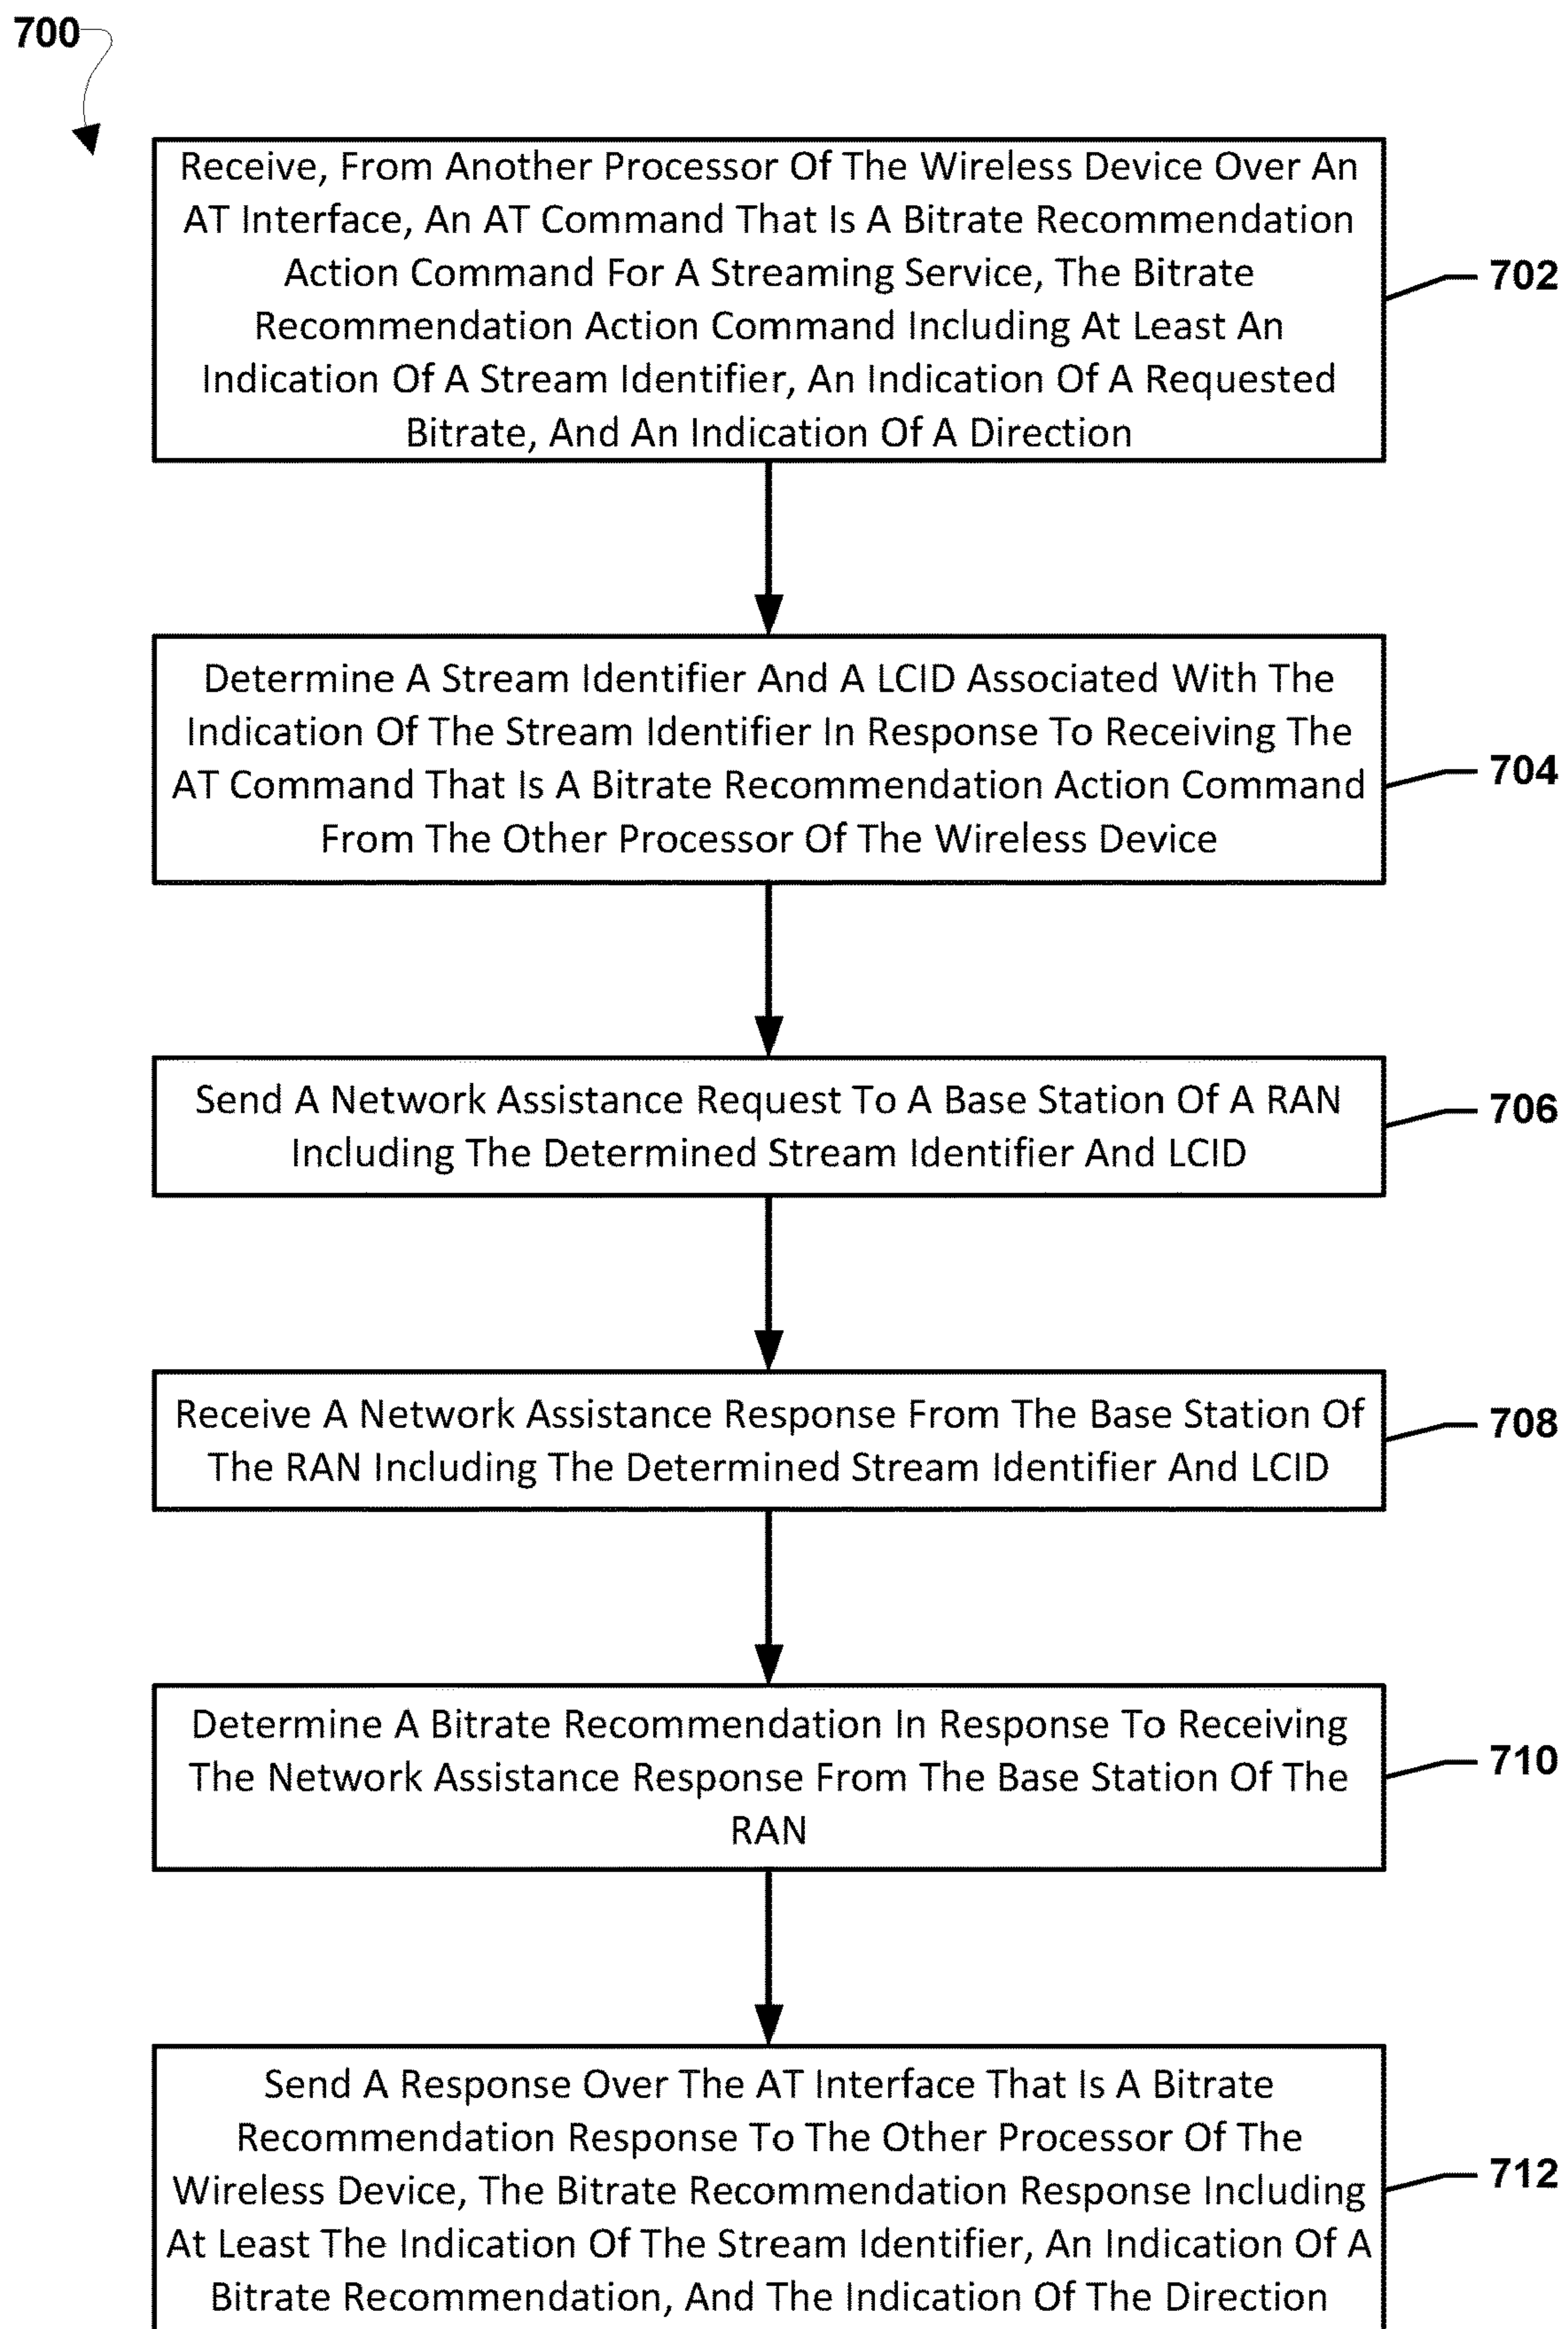 700
Receive, From Another Processor Of The Wireless Device Over An
AT Interface, An AT Command That Is A Bitrate Recommendation
Action Command For A Streaming Service, The Bitrate
Recommendation Action Command Including At Least An
Indication Of A Stream Identifier, An Indication Of A Requested
Bitrate, And An Indication Of A Direction
702
Determine A Stream Identifier And A LCID Associated With The
Indication Of The Stream Identifier In Response To Receiving The
AT Command That Is A Bitrate Recommendation Action Command
From The Other Processor Of The Wireless Device
704
Send A Network Assistance Request To A Base Station Of A RAN
Including The Determined Stream Identifier And LCID
706
Receive A Network Assistance Response From The Base Station Of
The RAN Including The Determined Stream Identifier And LCID
708
Determine A Bitrate Recommendation In Response To Receiving
The Network Assistance Response From The Base Station Of The
RAN
710
Send A Response Over The AT Interface That Is A Bitrate
Recommendation Response To The Other Processor Of The
Wireless Device, The Bitrate Recommendation Response Including
At Least The Indication Of The Stream Identifier, An Indication Of A
Bitrate Recommendation, And The Indication Of The Direction
712